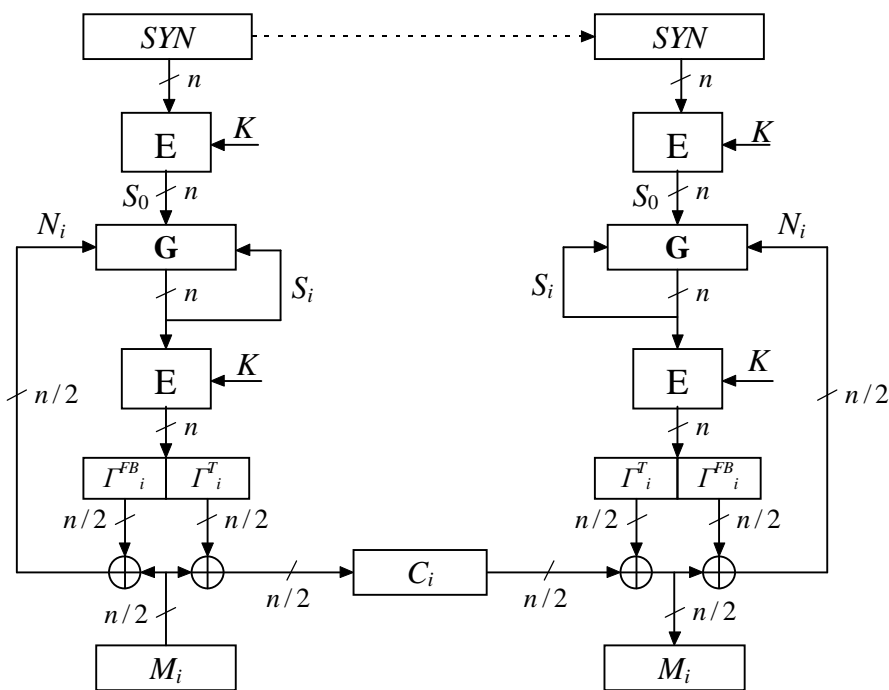 SYN SYN
n n
E K E K
S₀ n S₀ n
Nᵢ G G Nᵢ
n Sᵢ Sᵢ n
E K E K
n/2 n n n/2
Γ^FB_i Γ^T_i Γ^T_i Γ^FB_i
n/2 n/2 n/2 n/2
n/2 n/2 Cᵢ n/2 n/2
Mᵢ Mᵢ